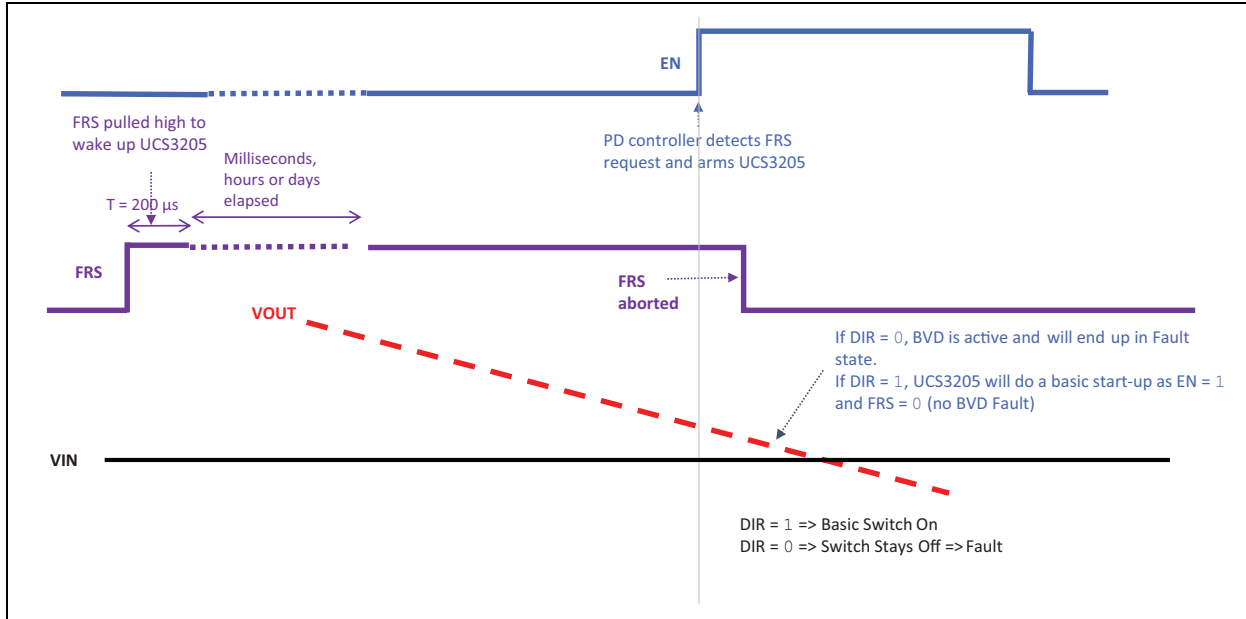 EN
FRS pulled high to
wake up UCS3205
Milliseconds,
hours or days
elapsed
T = 200 µs
PD controller detects FRS
request and arms UCS3205
FRS
FRS
aborted
VOUT
If DIR = 0, BVD is active and will end up in Fault
state.
If DIR = 1, UCS3205 will do a basic start-up as EN = 1
and FRS = 0 (no BVD Fault)
VIN
DIR = 1 => Basic Switch On
DIR = 0 => Switch Stays Off => Fault